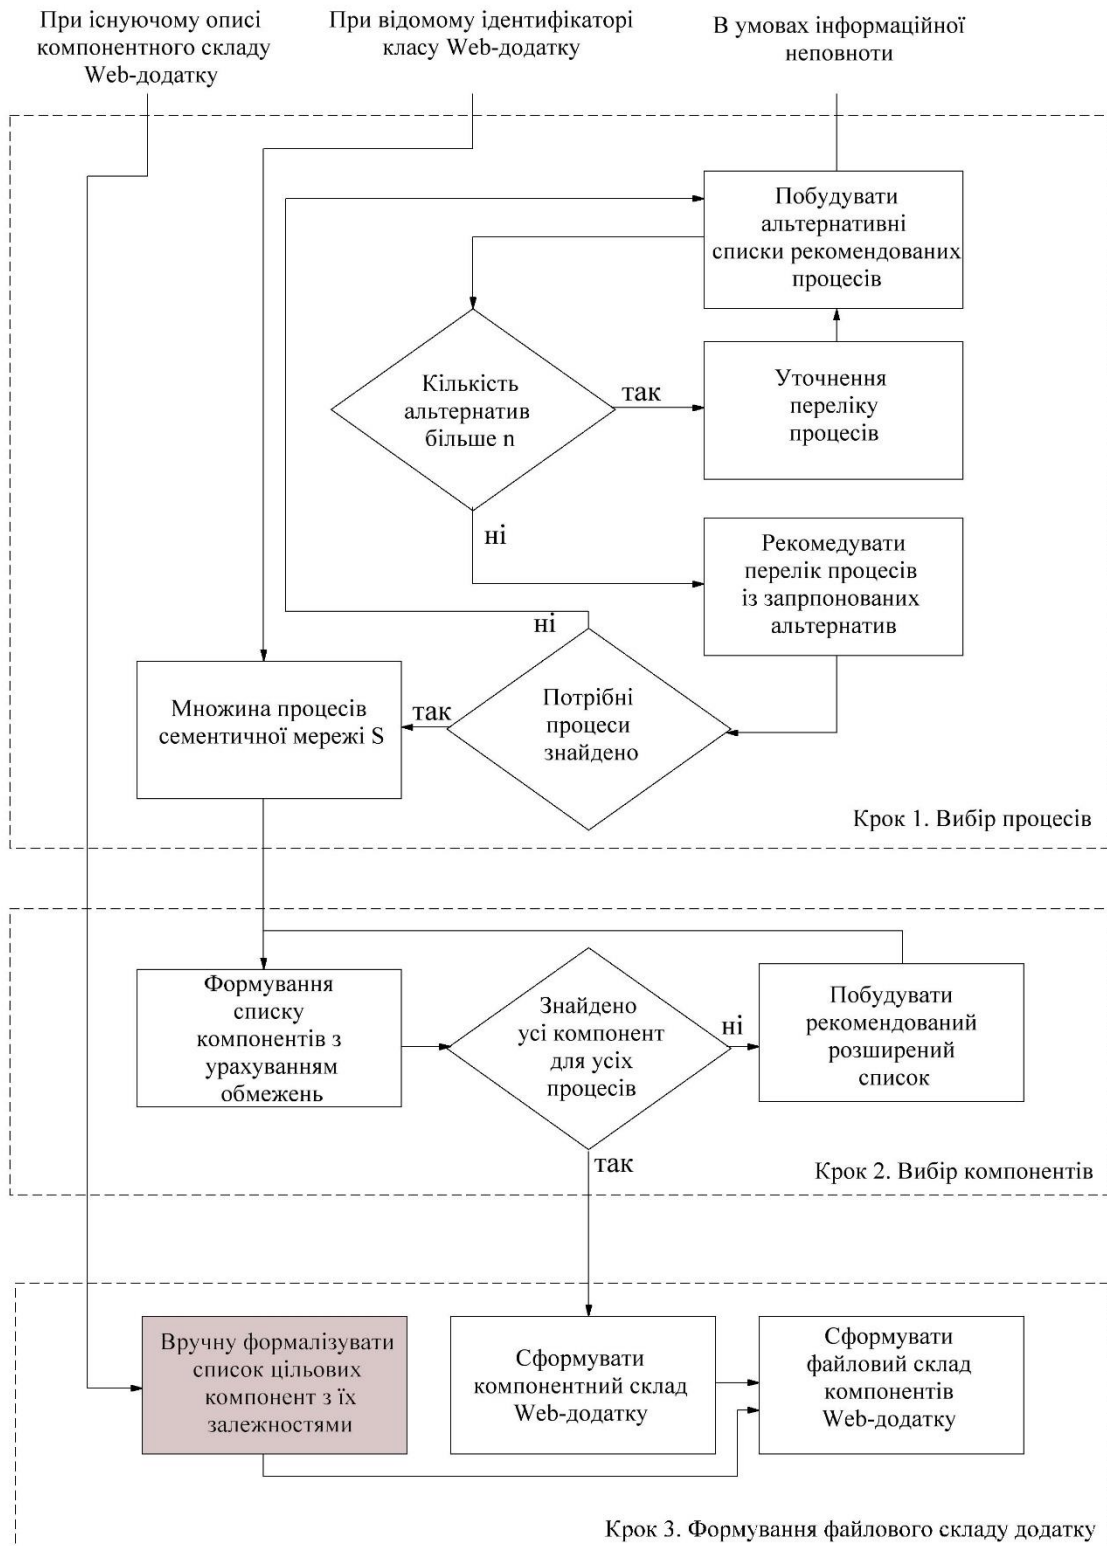 При існуючому описі
компонентного складу
Web-додатку
При відомому ідентифікаторі
класу Web-додатку
В умовах інформаційної
неповноти
Побудувати
альтернативні
списки рекомендованих
процесів
Кількість
альтернатив
більше n
так
Уточнення
переліку
процесів
ні
Рекомедувати
перелік процесів
із запрпонованих
альтернатив
ні
Потрібні
процеси
знайдено
так
Множина процесів
сементичної мережі S
Крок 1. Вибір процесів
Формування
списку
компонентів з
урахуванням
обмежень
Знайдено
усі компонент
для усіх
процесів
ні
Побудувати
рекомендований
розширений
список
так
Крок 2. Вибір компонентів
Вручну формалізувати
список цільових
компонент з їх
залежностями
Сформувати
компонентний склад
Web-додатку
Сформувати
файловий склад
компонентів
Web-додатку
Крок 3. Формування файлового складу додатку